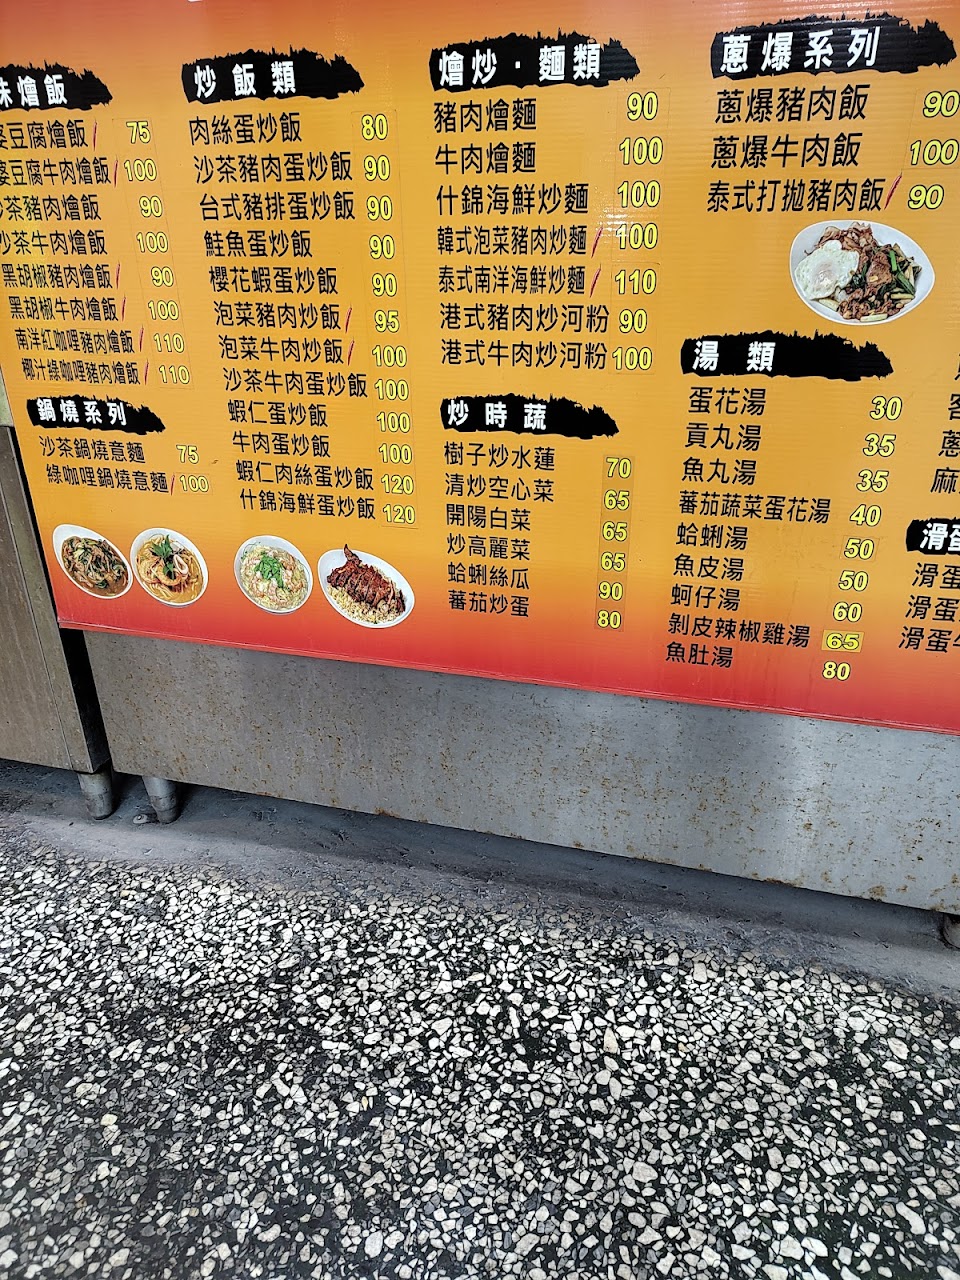 燴飯
豆腐燴飯 75
豆腐牛肉燴飯 100
沙茶豬肉燴飯 90
沙茶牛肉燴飯 100
黑胡椒豬肉燴飯 90
黑胡椒牛肉燴飯 100
南洋紅咖哩豬肉燴飯 110
椰汁綠咖哩豬肉燴飯 110
鍋燒系列
沙茶鍋燒意麵 75
綠咖哩鍋燒意麵 100
炒飯類
肉絲蛋炒飯 80
沙茶豬肉蛋炒飯 90
台式豬排蛋炒飯 90
鮭魚蛋炒飯 90
櫻花蝦蛋炒飯 90
泡菜豬肉炒飯 95
泡菜牛肉炒飯 100
沙茶牛肉蛋炒飯 100
蝦仁蛋炒飯 100
牛肉蛋炒飯 100
蝦仁肉絲蛋炒飯 120
什錦海鮮蛋炒飯 120
燴炒·麵類
豬肉燴麵 90
牛肉燴麵 100
什錦海鮮炒麵 100
韓式泡菜豬肉炒麵 100
泰式南洋海鮮炒麵 110
港式豬肉炒河粉 90
港式牛肉炒河粉 100
炒時蔬
樹子炒水蓮 70
清炒空心菜 65
開陽白菜 65
炒高麗菜 65
蛤蜊絲瓜 90
蕃茄炒蛋 80
蔥爆系列
蔥爆豬肉飯 90
蔥爆牛肉飯 100
泰式打拋豬肉飯 90
湯類
蛋花湯 30
貢丸湯 35
魚丸湯 35
蕃茄蔬菜蛋花湯 40
蛤蜊湯 50
魚皮湯 50
蚵仔湯 60
剝皮辣椒雞湯 65
魚肚湯 80
麻
滑蛋
滑蛋
滑蛋
滑蛋